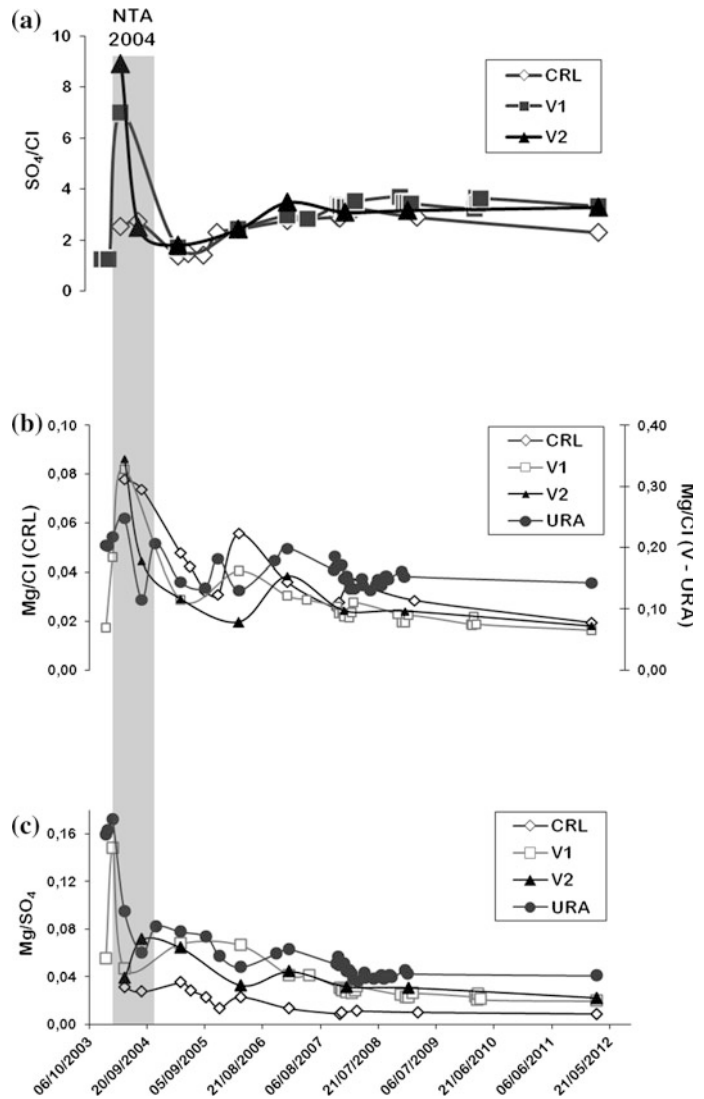 (a)
NTA
2004
10
8
6
4
2
0
SO4/Cl
CRL
V1
V2
(b)
0,10
0,08
0,06
0,04
0,02
0,00
Mg/Cl (CRL)
0,40
0,30
0,20
0,10
0,00
Mg/Cl (V - URA)
CRL
V1
V2
URA
(c)
0,16
0,12
0,08
0,04
0,00
Mg/SO4
CRL
V1
V2
URA
06/10/2003
20/09/2004
05/09/2005
21/08/2006
06/08/2007
21/07/2008
06/07/2009
21/06/2010
06/06/2011
21/05/2012